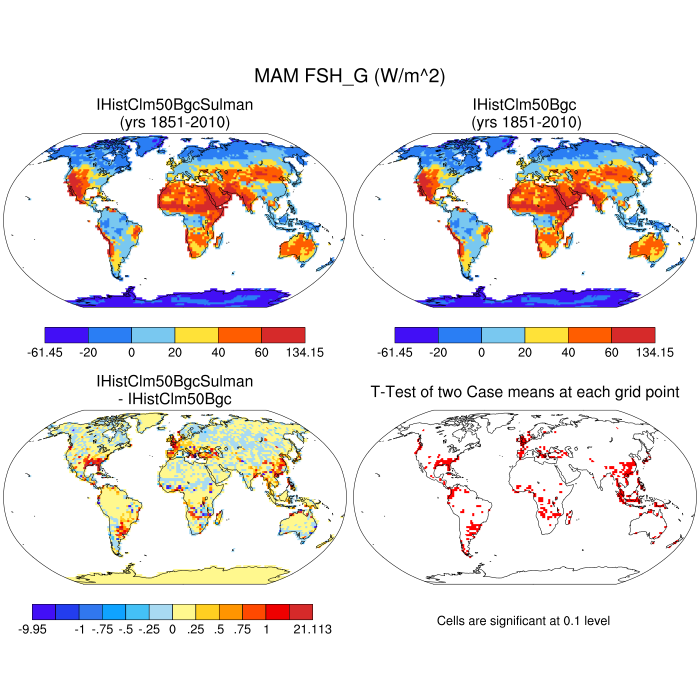 MAM FSH_G (W/m^2)
IHistClm50BgcSulman
(yrs 1851-2010)
IHistClm50Bgc
(yrs 1851-2010)
-61.45 -20 0 20 40 60 134.15
-61.45 -20 0 20 40 60 134.15
IHistClm50BgcSulman
- IHistClm50Bgc
T-Test of two Case means at each grid point
-9.95 -1 -.75 -.5 -.25 0 .25 .5 .75 1 21.113
Cells are significant at 0.1 level